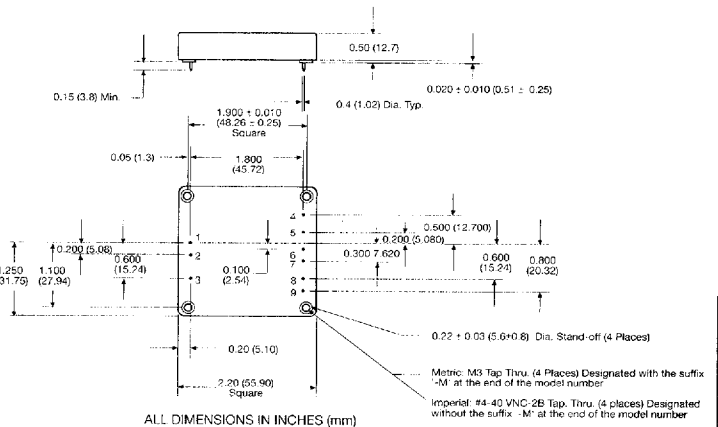 0.50 (12.7)
0.15 (3.8) Min.
0.020 ± 0.010 (0.51 ± 0.25)
0.4 (1.02) Dia. Typ.
1.900 ± 0.010
(48.26 ± 0.25)
Square
0.05 (1.3)
1.800
(45.72)
4
5
6
7
8
9
1
2
3
0.500 (12.700)
0.200 (5.080)
0.300 7.620
0.600
(15.24)
0.800
(20.32)
0.200 (5.08)
1.250
31.75)
1.100
(27.94)
0.600
(15.24)
0.100
(2.54)
0.22 ± 0.03 (5.6±0.8) Dia. Stand-off (4 Places)
0.20 (5.10)
Metric: M3 Tap Thru. (4 Places) Designated with the suffix
'-M' at the end of the model number
2.20 (55.90)
Square
Imperial: #4-40 VNC-2B Tap. Thru. (4 places) Designated
without the suffix -M' at the end of the model number
ALL DIMENSIONS IN INCHES (mm)